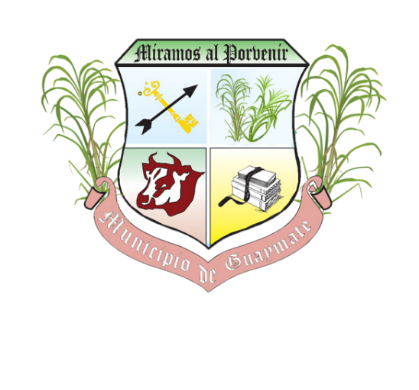 Miramos al Porvenir
Municipio de Guaymate